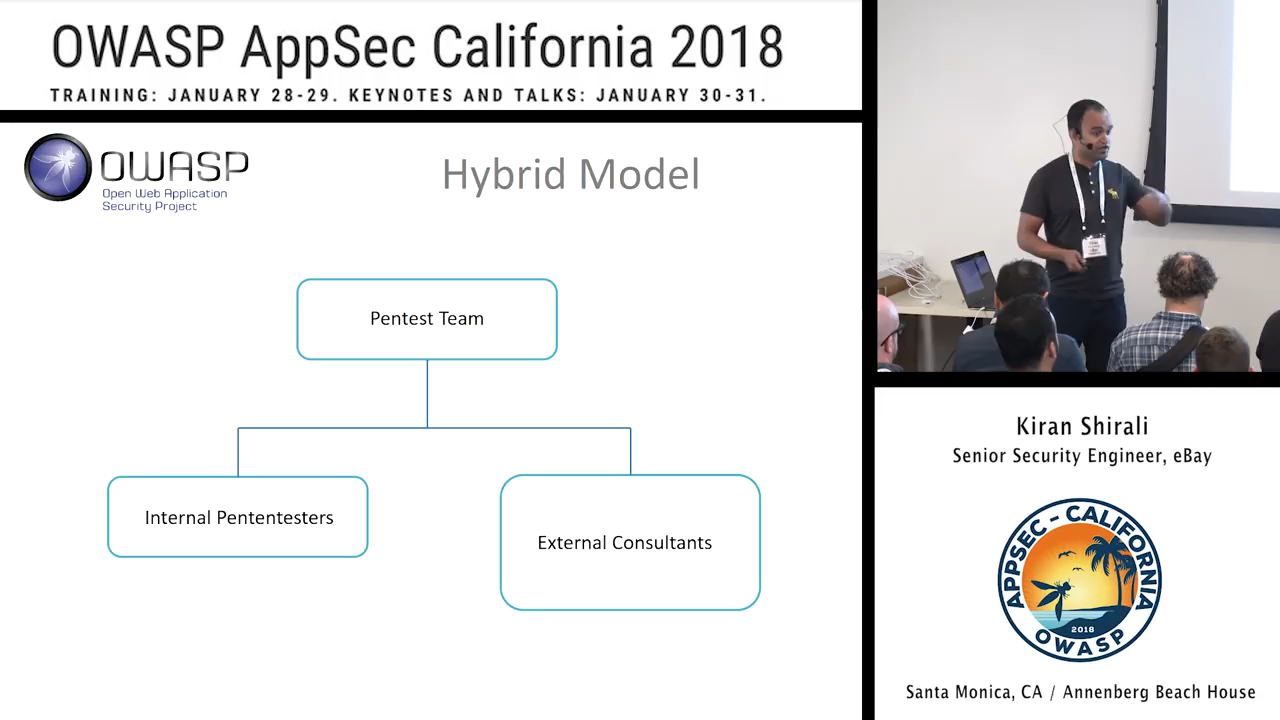 OWASP AppSec California 2018
TRAINING: JANUARY 28-29. KEYNOTES AND TALKS: JANUARY 30-31.
OWASP
Open Web Application
Security Project
Hybrid Model
Pentest Team
Internal Pententesters
External Consultants
Kiran Shirali
Senior Security Engineer, eBay
APPSEC - CALIFORNIA
2018
OWASP
Santa Monica, CA / Annenberg Beach House